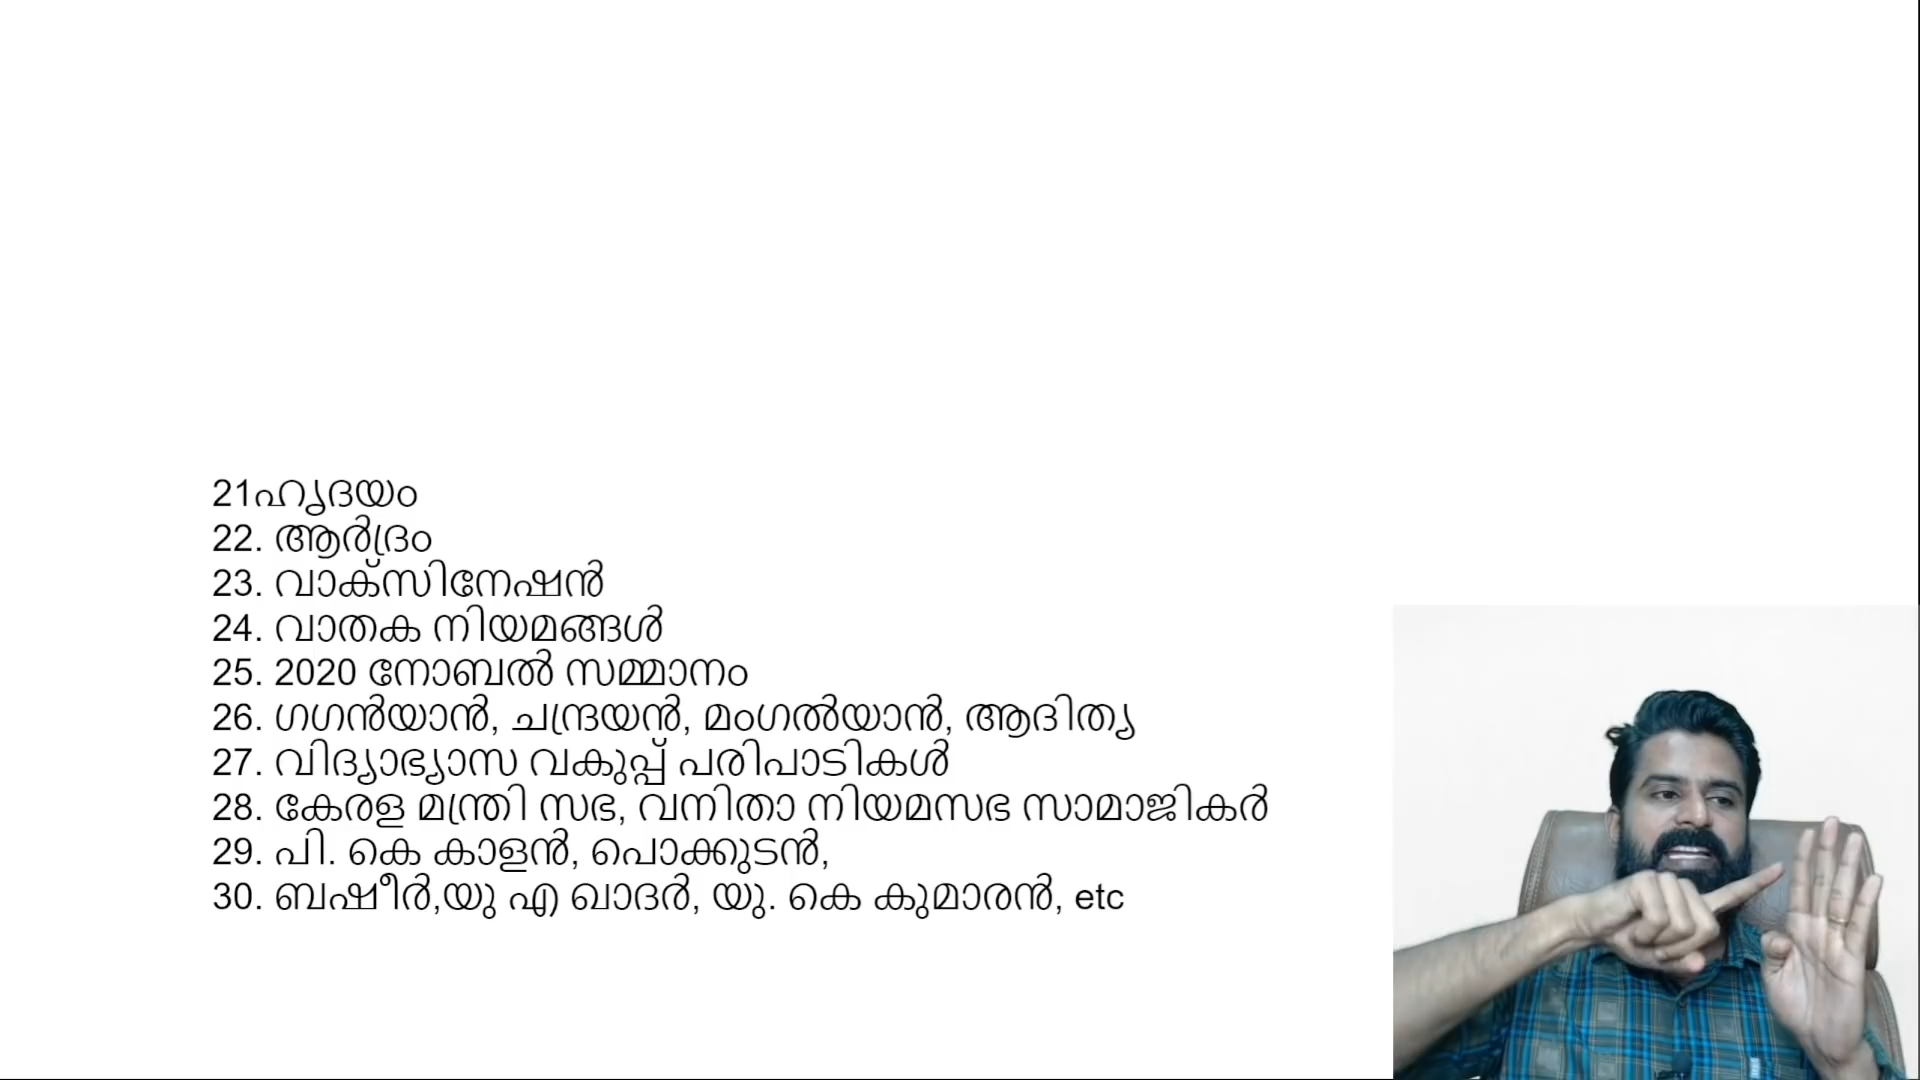 21ഹൃദയം
22. ആർദ്രം
23. വാക്സിനേഷൻ
24. വാതക നിയമങ്ങൾ
25. 2020 നോബൽ സമ്മാനം
26. ഗഗൻയാൻ, ചന്ദ്രയൻ, മംഗൽയാൻ, ആദിത്യ
27. വിദ്യാഭ്യാസ വകുപ്പ് പരിപാടികൾ
28. കേരള മന്ത്രി സഭ, വനിതാ നിയമസഭ സാമാജികർ
29. പി. കെ കാളൻ, പൊക്കുടൻ,
30. ബഷീർ,യു എ ഖാദർ, യു. കെ കുമാരൻ, etc